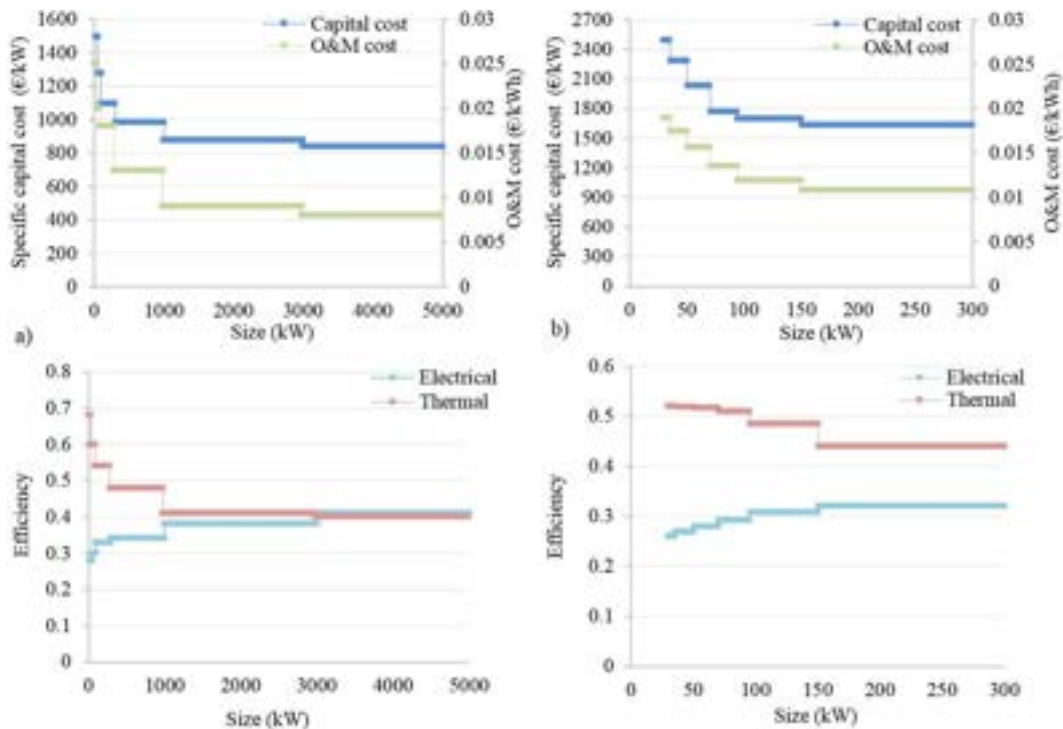 1600
1400
1200
1000
800
600
400
200
0
Specific capital cost (€/kW)
Capital cost
O&M cost
0.03
0.025
0.02
0.015
0.01
0.005
0
O&M cost (€/kWh)
0 1000 2000 3000 4000 5000
Size (kW)
a)
2700
2400
2100
1800
1500
1200
900
600
300
0
Specific capital cost (€/kW)
Capital cost
O&M cost
0.03
0.025
0.02
0.015
0.01
0.005
0
O&M cost (€/kWh)
0 50 100 150 200 250 300
Size (kW)
b)
0.8
0.7
0.6
0.5
0.4
0.3
0.2
0.1
0
Efficiency
Electrical
Thermal
0 1000 2000 3000 4000 5000
Size (kW)
0.6
0.5
0.4
0.3
0.2
0.1
0
Efficiency
Electrical
Thermal
0 50 100 150 200 250 300
Size (kW)